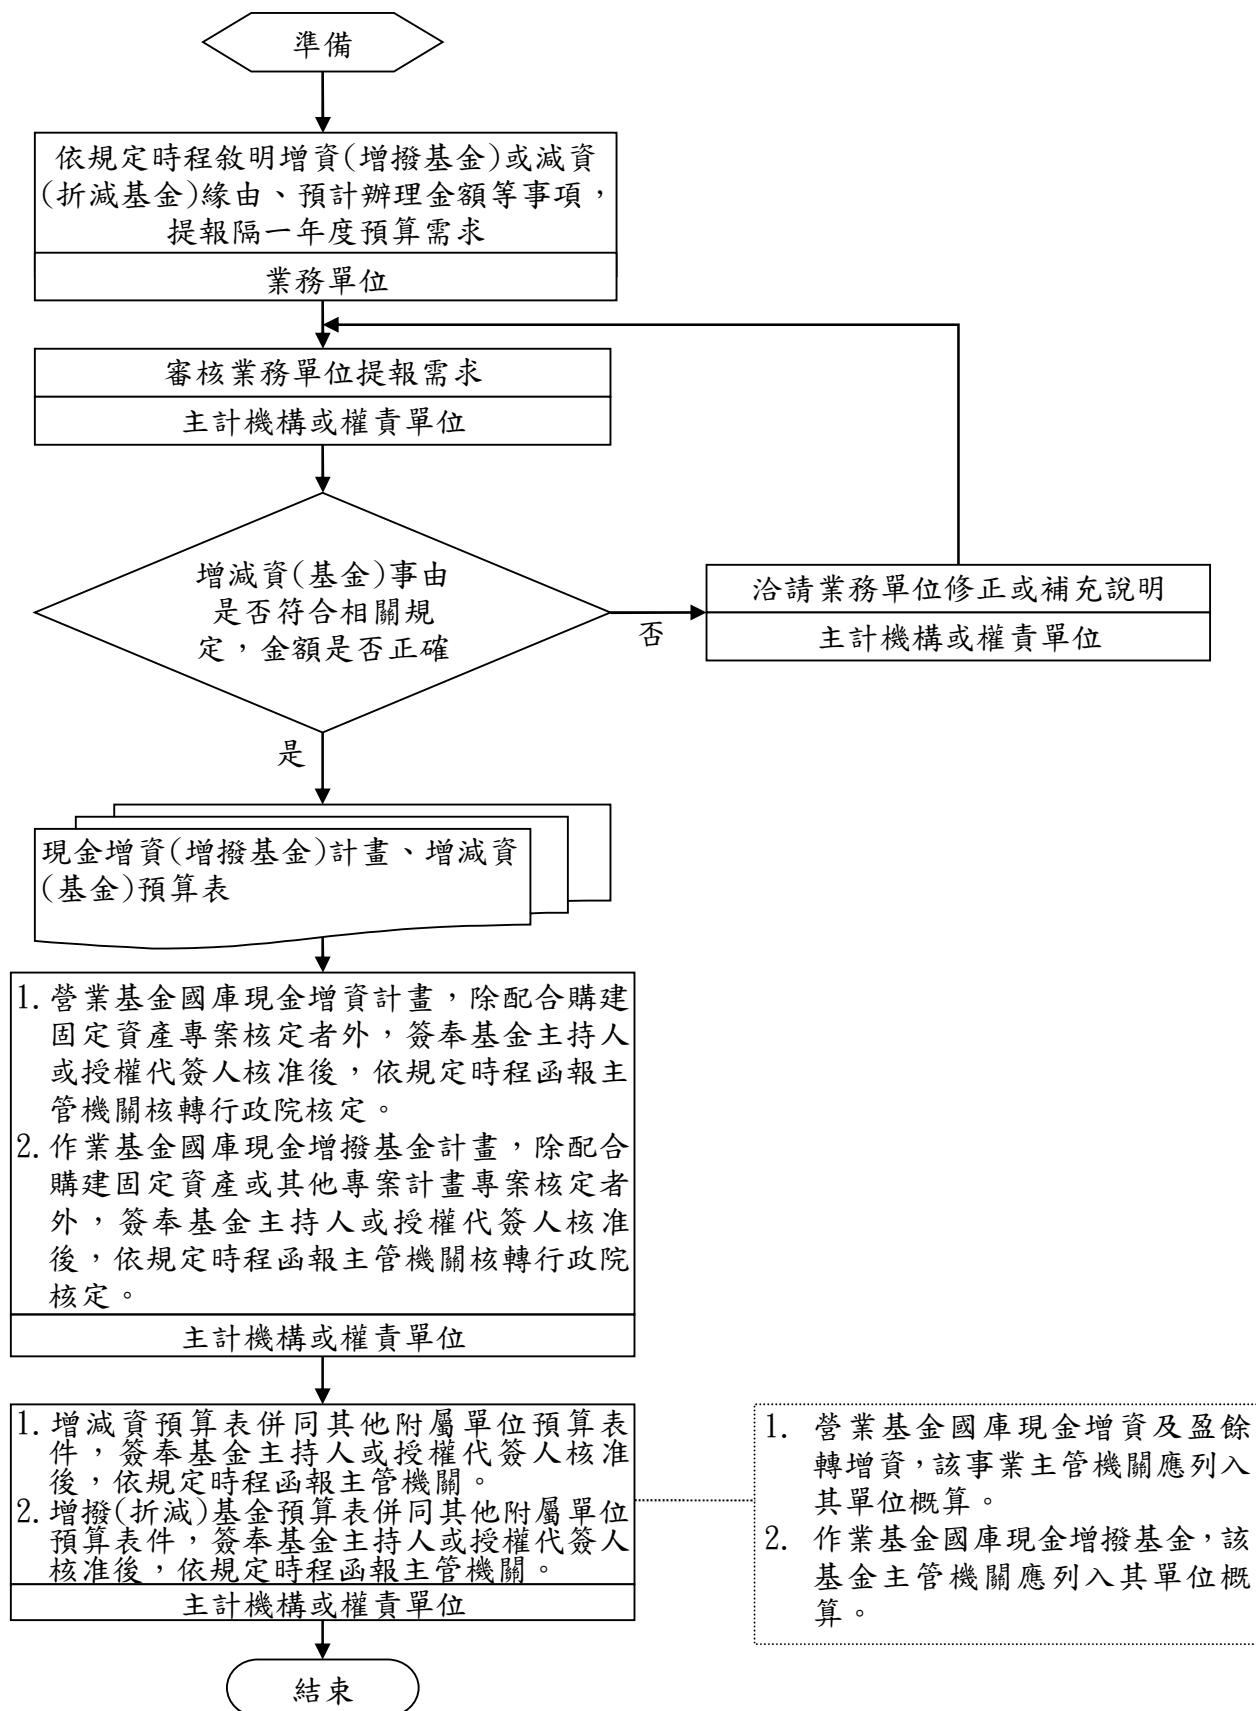 準備
依規定時程敘明增資(增撥基金)或減資
(折減基金)緣由、預計辦理金額等事項，
提報隔一年度預算需求
業務單位
審核業務單位提報需求
主計機構或權責單位
增減資(基金)事由
是否符合相關規
定，金額是否正確
否
洽請業務單位修正或補充說明
主計機構或權責單位
是
現金增資(增撥基金)計畫、增減資
(基金)預算表
1. 營業基金國庫現金增資計畫，除配合購建
固定資產專案核定者外，簽奉基金主持人
或授權代簽人核准後，依規定時程函報主
管機關核轉行政院核定。
2. 作業基金國庫現金增撥基金計畫，除配合
購建固定資產或其他專案計畫專案核定者
外，簽奉基金主持人或授權代簽人核准
後，依規定時程函報主管機關核轉行政院
核定。
主計機構或權責單位
1. 增減資預算表併同其他附屬單位預算表
件，簽奉基金主持人或授權代簽人核准
後，依規定時程函報主管機關。
2. 增撥(折減)基金預算表併同其他附屬單位
預算表件，簽奉基金主持人或授權代簽人
核准後，依規定時程函報主管機關。
主計機構或權責單位
1. 營業基金國庫現金增資及盈餘
轉增資，該事業主管機關應列入
其單位概算。
2. 作業基金國庫現金增撥基金，該
基金主管機關應列入其單位概
算。
結束